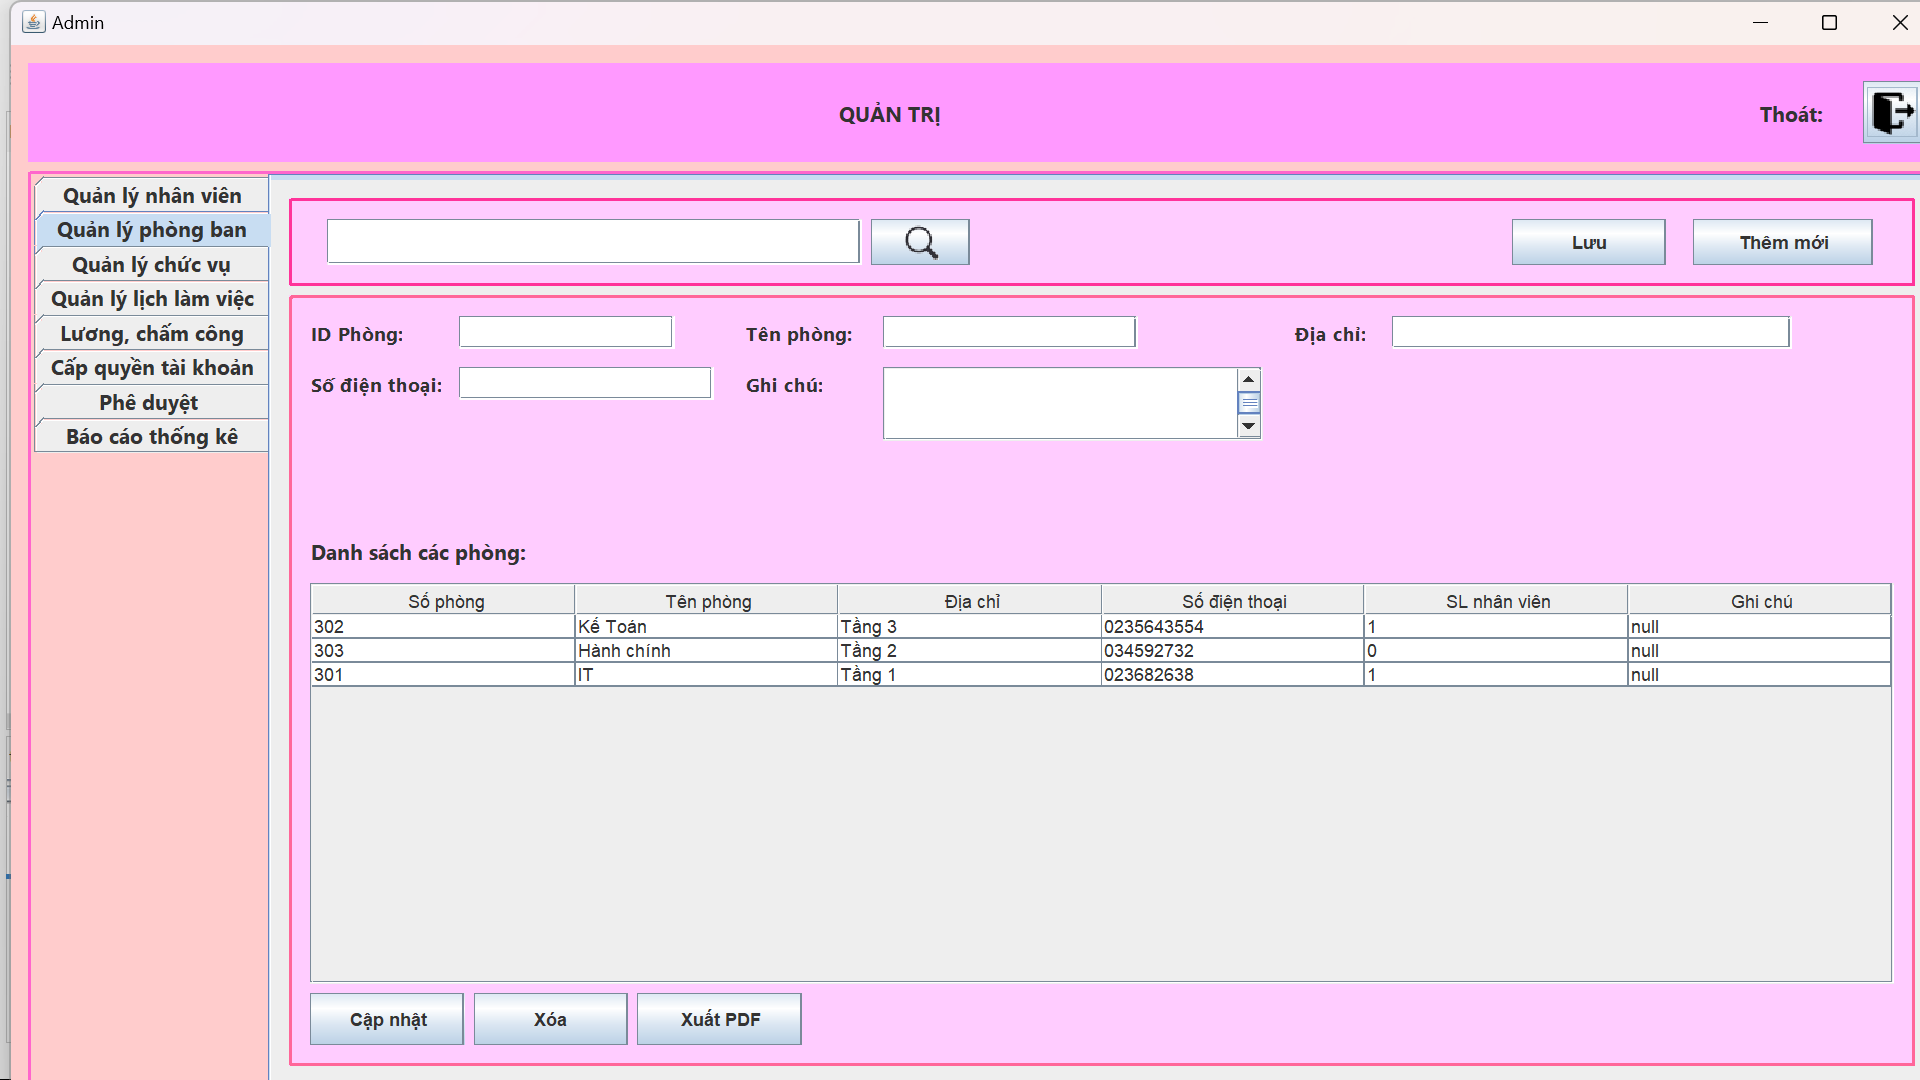 Admin
QUẢN TRỊ
Thoát:
Quản lý nhân viên
Quản lý phòng ban
Quản lý chức vụ
Quản lý lịch làm việc
Lương, chấm công
Cấp quyền tài khoản
Phê duyệt
Báo cáo thống kê
Lưu
Thêm mới
ID Phòng:
Tên phòng:
Địa chỉ:
Số điện thoại:
Ghi chú:
Danh sách các phòng:
Số phòng Tên phòng Địa chỉ Số điện thoại SL nhân viên Ghi chú
302 Kế Toán Tầng 3 0235643554 1 null
303 Hành chính Tầng 2 034592732 0 null
301 IT Tầng 1 023682638 1 null
Cập nhật
Xóa
Xuất PDF